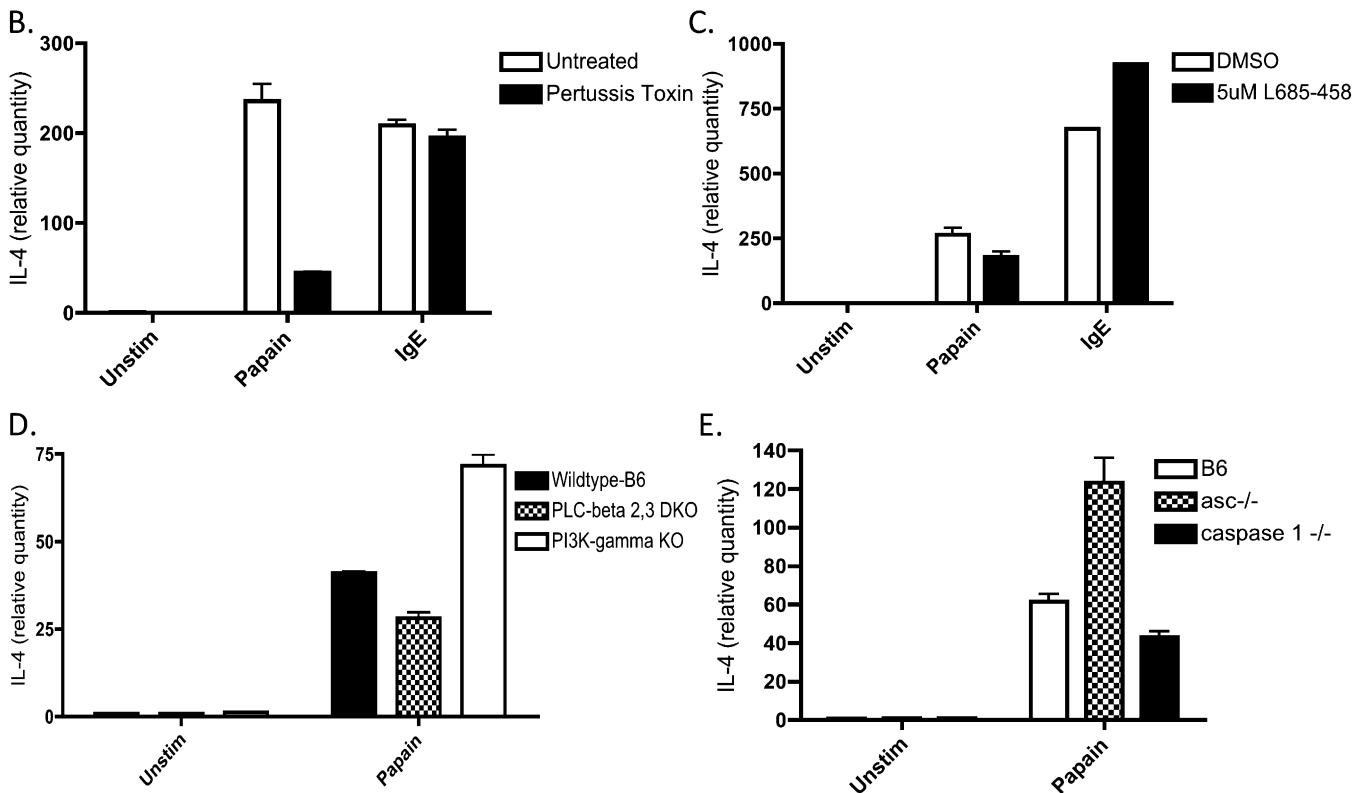 B.
IL-4 (relative quantity)
300
200
100
0
Unstim
Papain
IgE
Untreated
Pertussis Toxin
C.
IL-4 (relative quantity)
1000
750
500
250
0
Unstim
Papain
IgE
DMSO
5uM L685-458
D.
IL-4 (relative quantity)
75
50
25
0
Unstim
Papain
Wildtype-B6
PLC-beta 2,3 DKO
PI3K-gamma KO
E.
IL-4 (relative quantity)
140
120
100
80
60
40
20
0
Unstim
Papain
B6
asc-/-
caspase 1 -/-